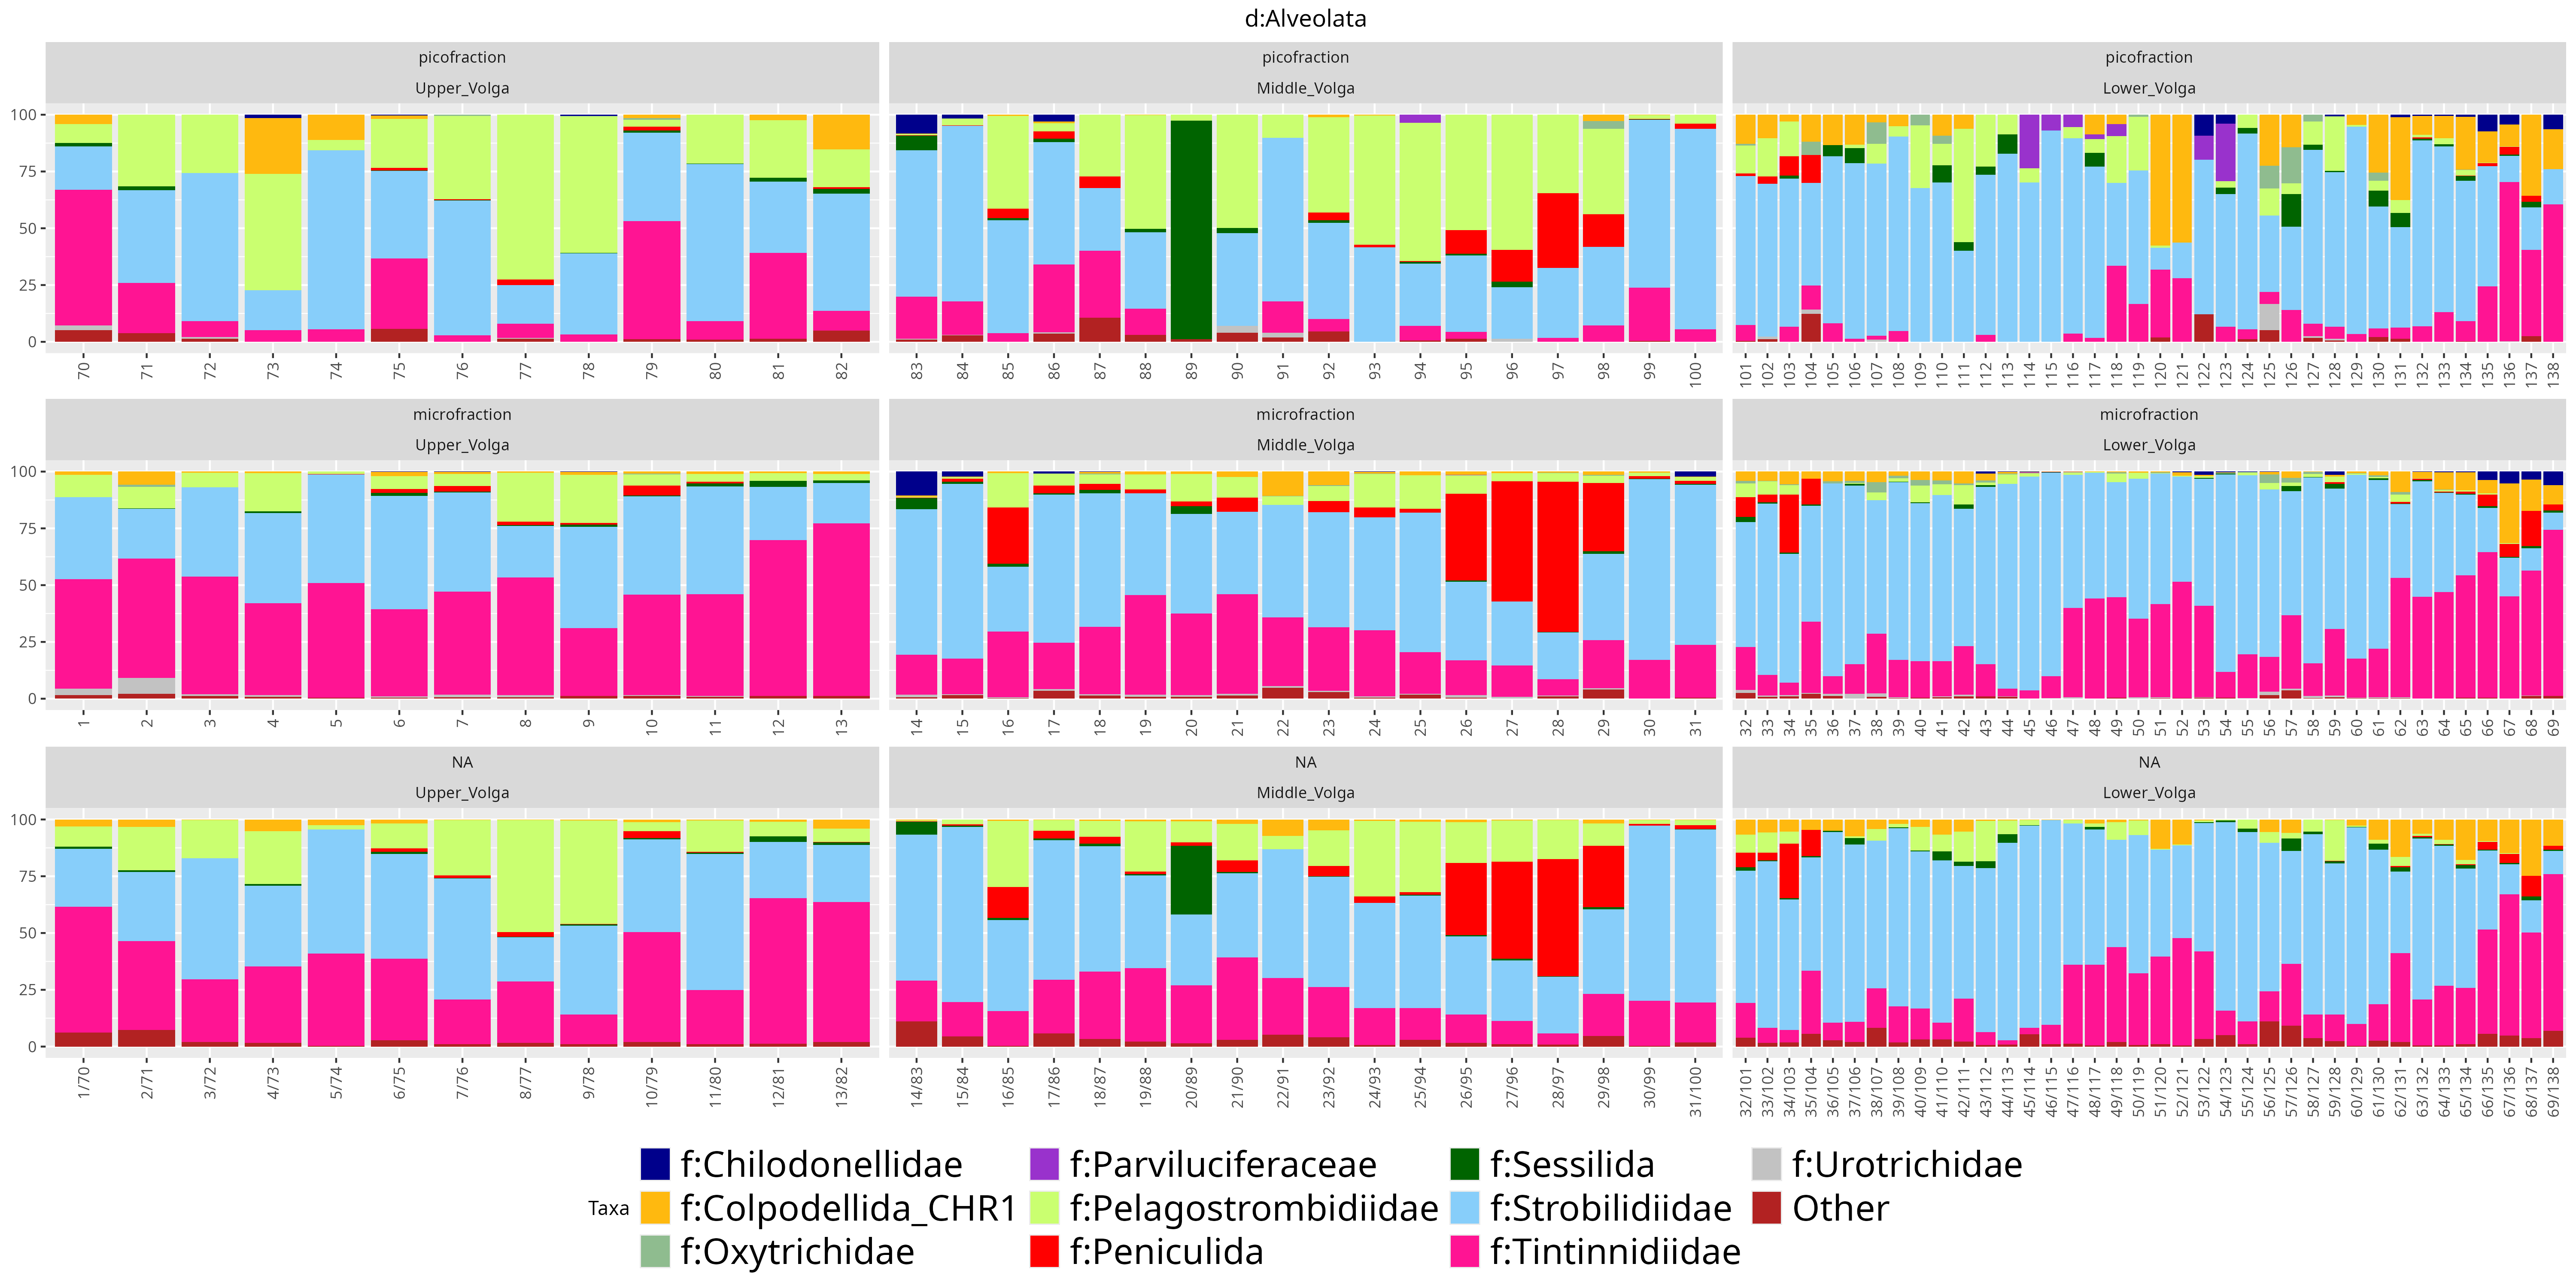 d:Alveolata
picofraction picofraction picofraction
Upper_Volga Middle_Volga Lower_Volga
100
75
50
25
0
70 71 72 73 74 75 76 77 78 79 80 81 82 83 84 85 86 87 88 89 90 91 92 93 94 95 96 97 98 99 100 101 102 103 104 105 106 107 108 109 110 111 112 113 114 115 116 117 118 119 120 121 122 123 124 125 126 127 128 129 130 131 132 133 134 135 136 137 138
microfraction microfraction microfraction
Upper_Volga Middle_Volga Lower_Volga
100
75
50
25
0
1 2 3 4 5 6 7 8 9 10 11 12 13 14 15 16 17 18 19 20 21 22 23 24 25 26 27 28 29 30 31 32 33 34 35 36 37 38 39 40 41 42 43 44 45 46 47 48 49 50 51 52 53 54 55 56 57 58 59 60 61 62 63 64 65 66 67 68 69
NA NA NA
Upper_Volga Middle_Volga Lower_Volga
100
75
50
25
0
1/70 2/71 3/72 4/73 5/74 6/75 7/76 8/77 9/78 10/79 11/80 12/81 13/82 14/83 15/84 16/85 17/86 18/87 19/88 20/89 21/90 22/91 23/92 24/93 25/94 26/95 27/96 28/97 29/98 30/99 31/100 32/101 33/102 34/103 35/104 36/105 37/106 38/107 39/108 40/109 41/110 42/111 43/112 44/113 45/114 46/115 47/116 48/117 49/118 50/119 51/120 52/121 53/122 54/123 55/124 56/125 57/126 58/127 59/128 60/129 61/130 62/131 63/132 64/133 65/134 66/135 67/136 68/137 69/138
f:Chilodonellidae f:Parviluciferaceae f:Sessilida f:Urotrichidae
Taxa f:Colpodellida_CHR1 f:Pelagostrombidiidae f:Strobilidiidae Other
f:Oxytrichidae f:Peniculida f:Tintinnidiidae